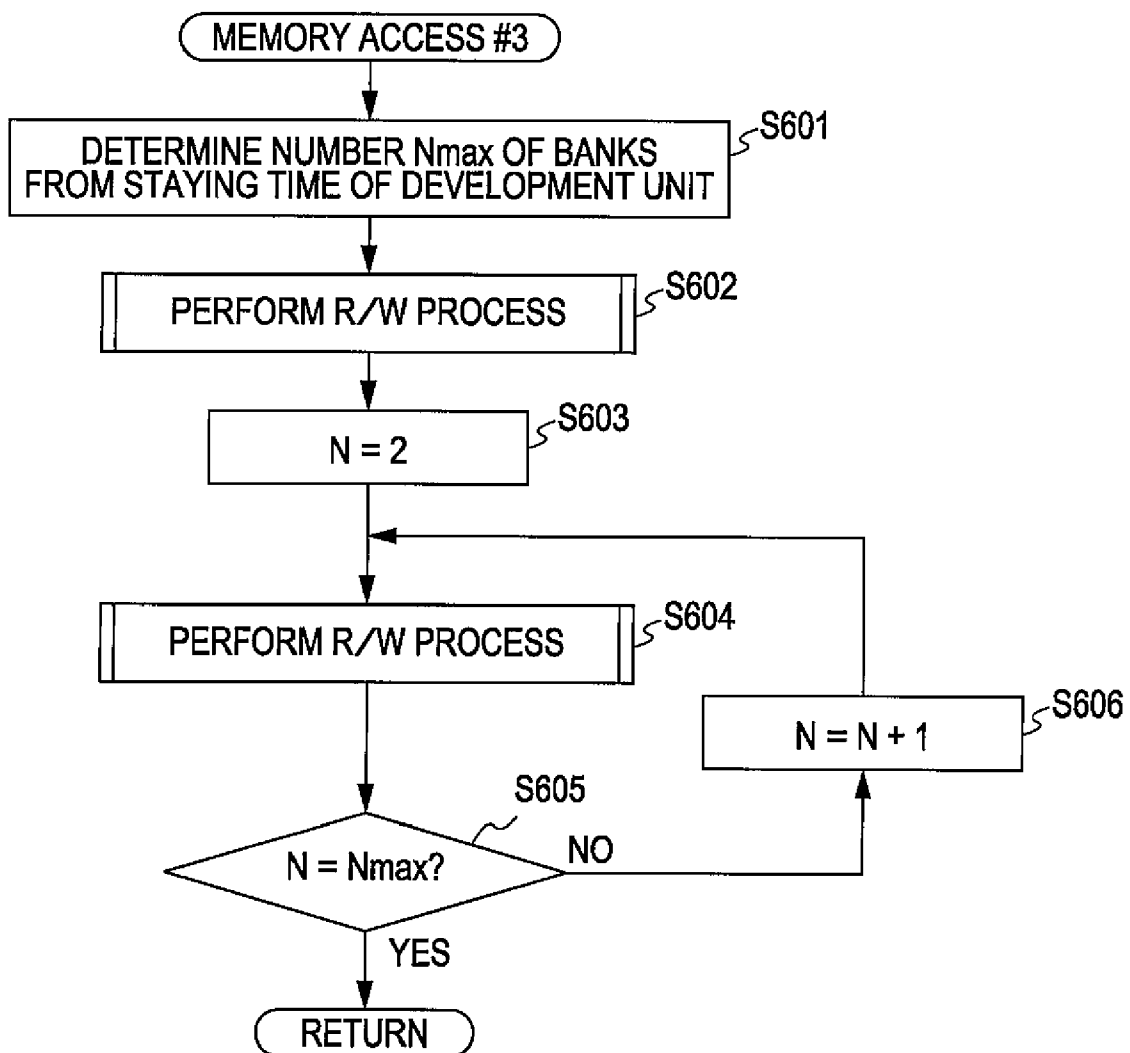 MEMORY ACCESS #3
S601
DETERMINE NUMBER Nmax OF BANKS
FROM STAYING TIME OF DEVELOPMENT UNIT
S602
PERFORM R/W PROCESS
S603
N = 2
S604
PERFORM R/W PROCESS
S606
N = N + 1
S605
N = Nmax?
NO
YES
RETURN